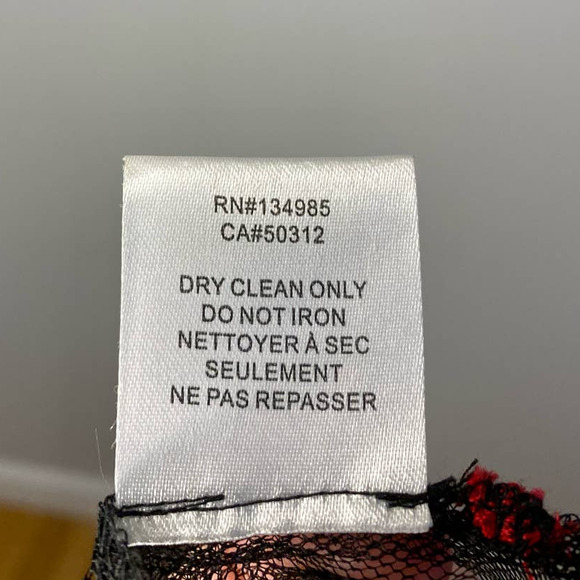 RN#134985
CA#50312
DRY CLEAN ONLY
DO NOT IRON
NETTOYER À SEC
SEULEMENT
NE PAS REPASSER